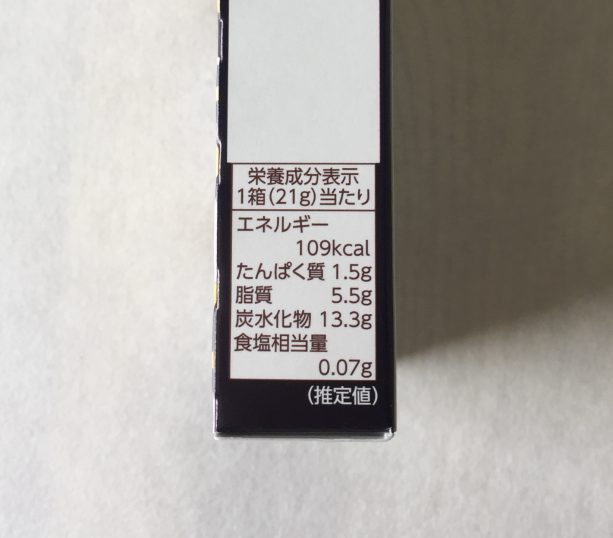 栄養成分表示
1箱(21g)当たり
エネルギー
109kcal
たんぱく質 1.5g
脂質 5.5g
炭水化物 13.3g
食塩相当量
0.07g
(推定値)